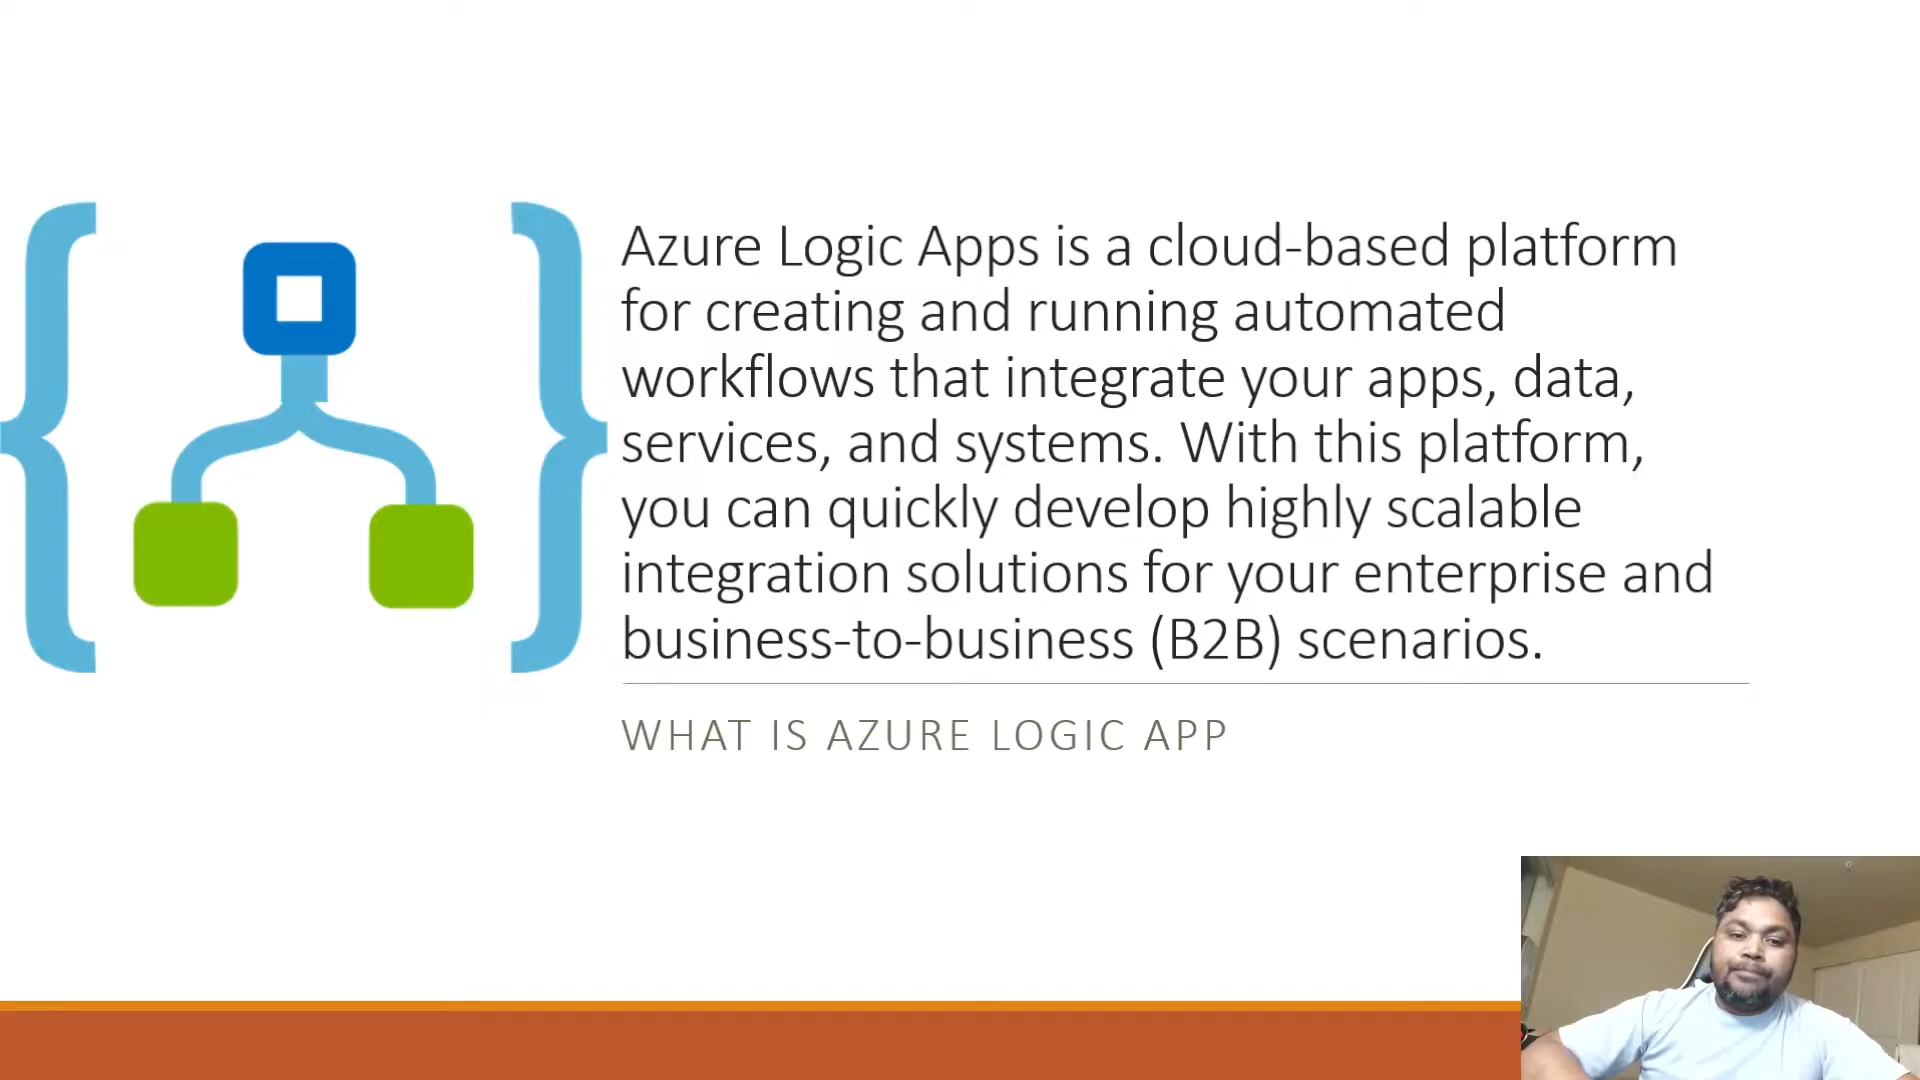 Azure Logic Apps is a cloud-based platform
for creating and running automated
workflows that integrate your apps, data,
services, and systems. With this platform,
you can quickly develop highly scalable
integration solutions for your enterprise and
business-to-business (B2B) scenarios.
WHAT IS AZURE LOGIC APP